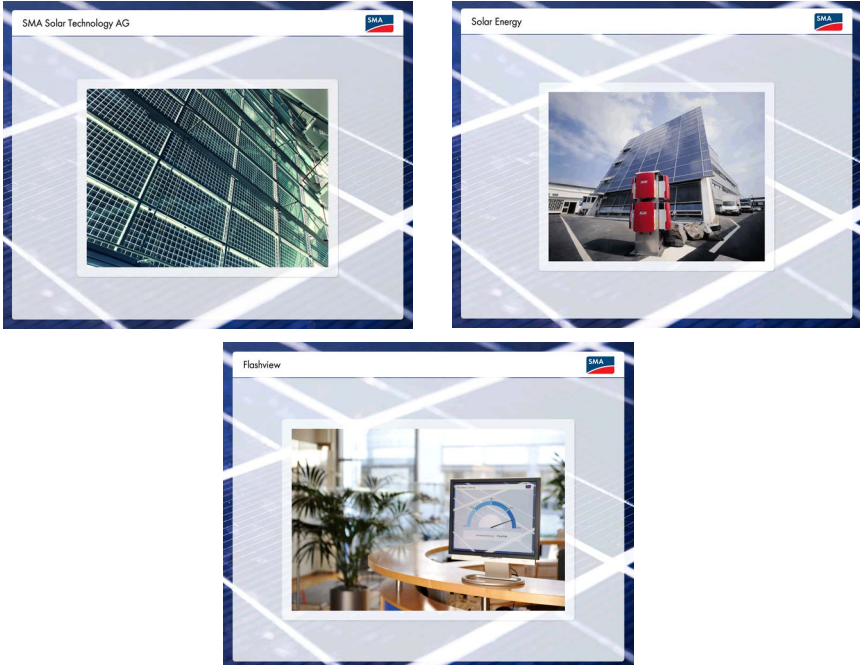 SMA Solar Technology AG
SMA
Solar Energy
SMA
Flashview
SMA